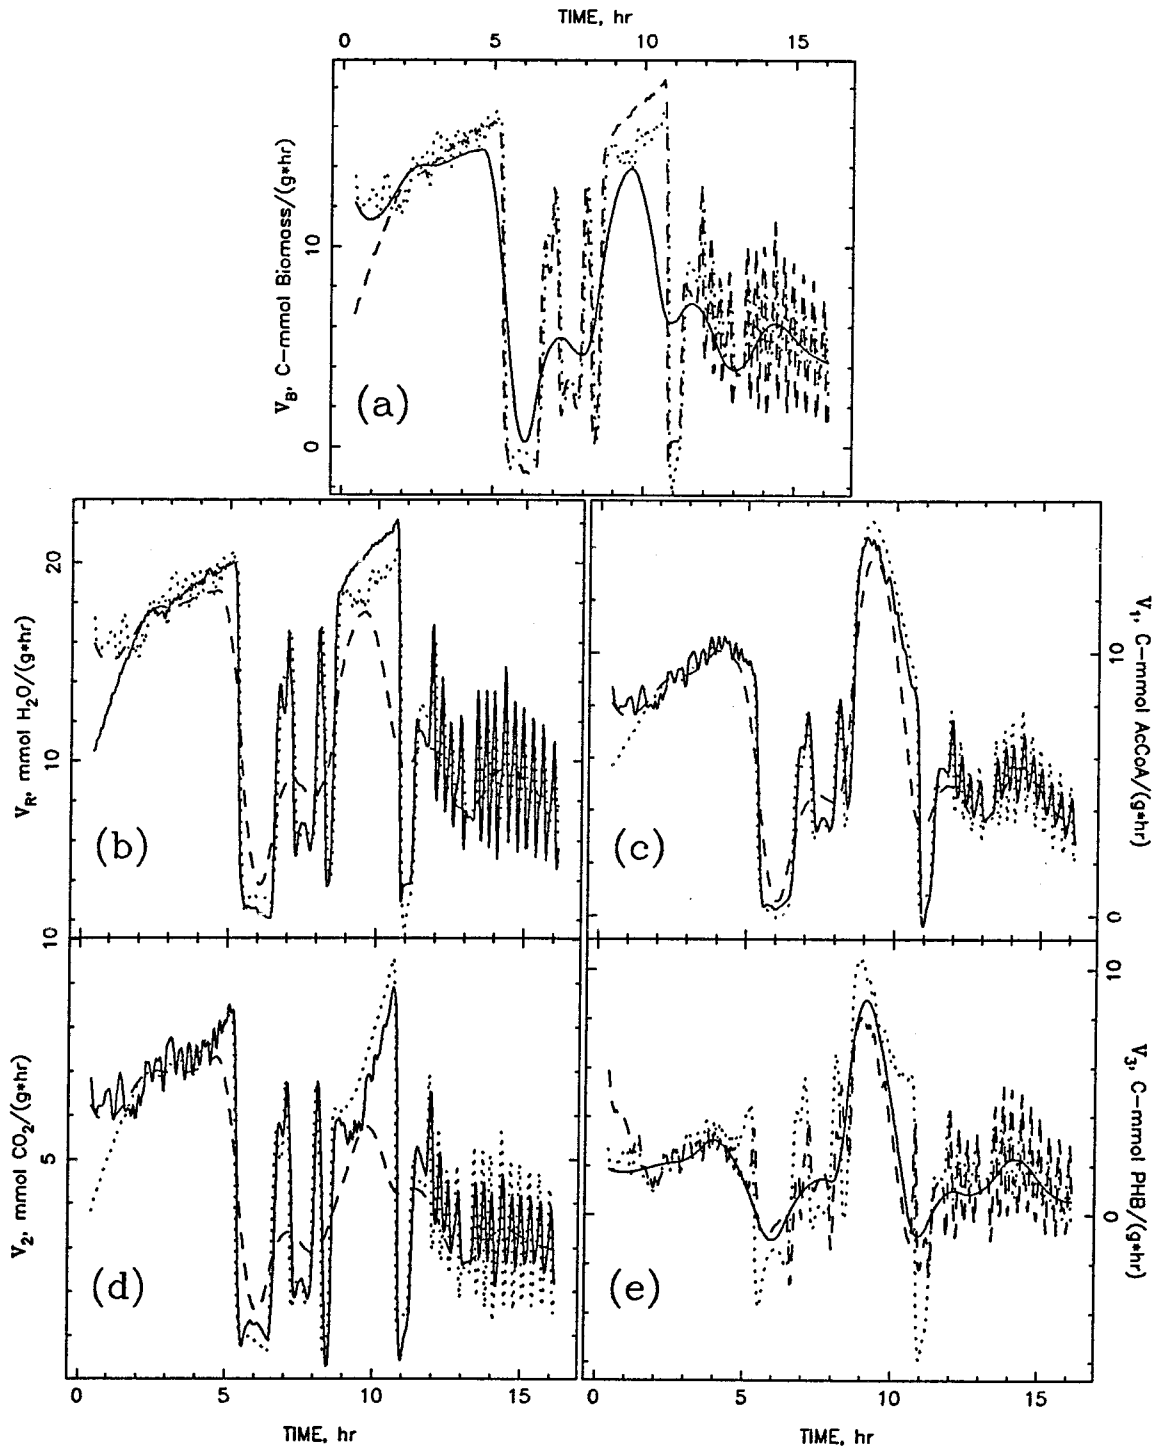 TIME, hr
0 5 10 15
V_B, C-mmol Biomass/(g*hr)
10
0
(a)
V_R, mmol H₂O/(g*hr)
20
10
10
(b)
V_1, C-mmol AcCoA/(g*hr)
10
0
(c)
V_2, mmol CO₂/(g*hr)
5
(d)
V_3, C-mmol PHB/(g*hr)
10
0
(e)
0 5 10 15
0 5 10 15
TIME, hr
TIME, hr